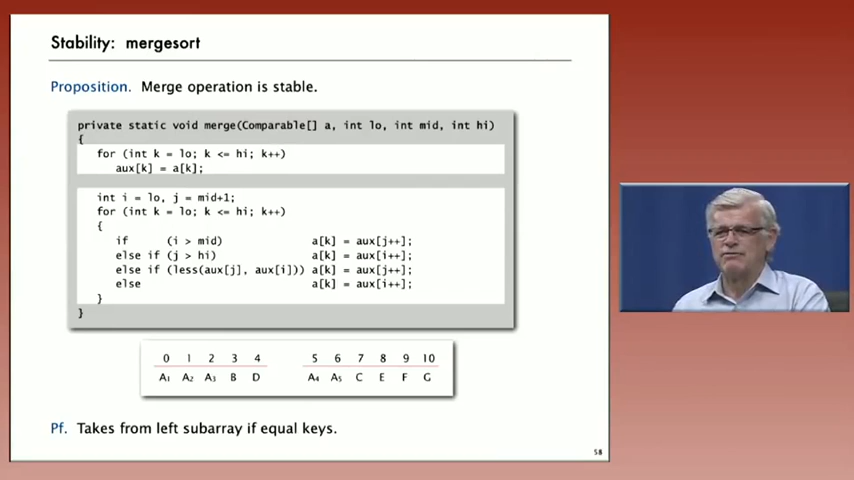 Stability: mergesort
Proposition. Merge operation is stable.
private static void merge(Comparable[] a, int lo, int mid, int hi)
{
for (int k = lo; k <= hi; k++)
aux[k] = a[k];
int i = lo, j = mid+1;
for (int k = lo; k <= hi; k++)
{
if (i > mid) a[k] = aux[j++];
else if (j > hi) a[k] = aux[i++];
else if (less(aux[j], aux[i])) a[k] = aux[j++];
else a[k] = aux[i++];
}
}
0 1 2 3 4 5 6 7 8 9 10
A1 A2 A3 B D A4 A5 C E F G
Pf. Takes from left subarray if equal keys.
58